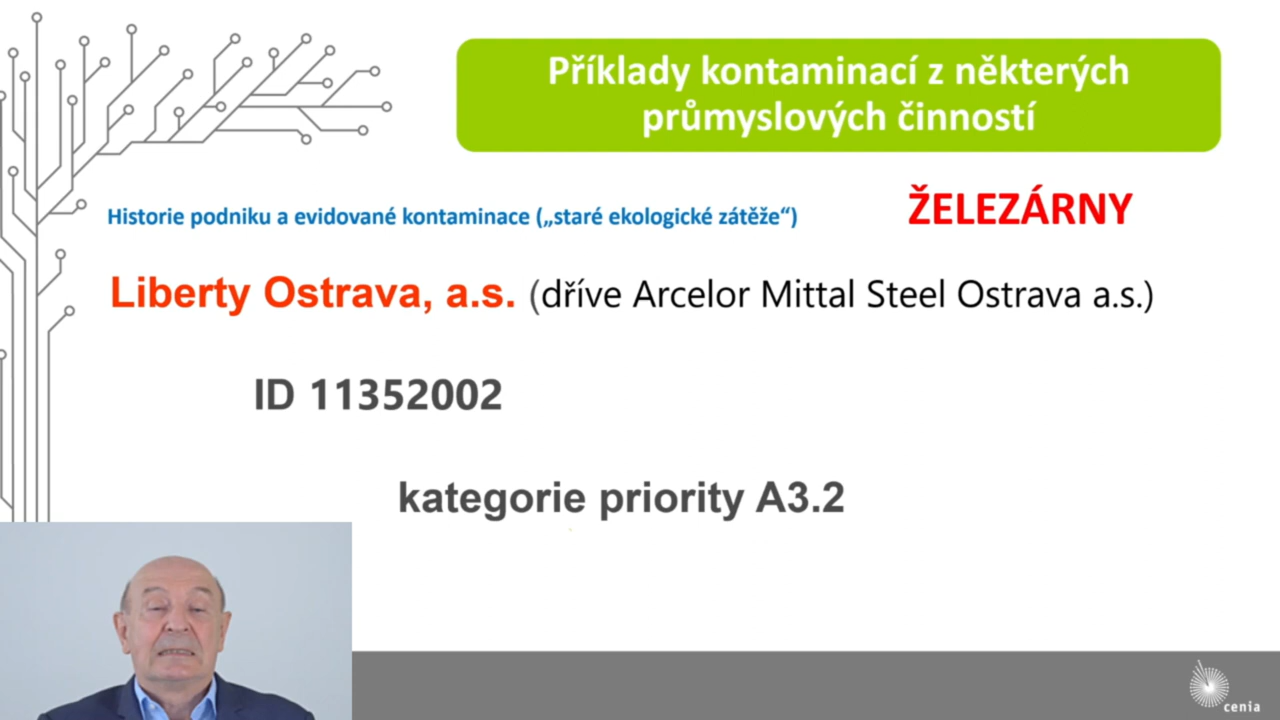 Příklady kontaminací z některých
průmyslových činností
Historie podniku a evidované kontaminace („staré ekologické zátěže“)
ŽELEZÁRNY
Liberty Ostrava, a.s. (dříve Arcelor Mittal Steel Ostrava a.s.)
ID 11352002
kategorie priority A3.2
cenia